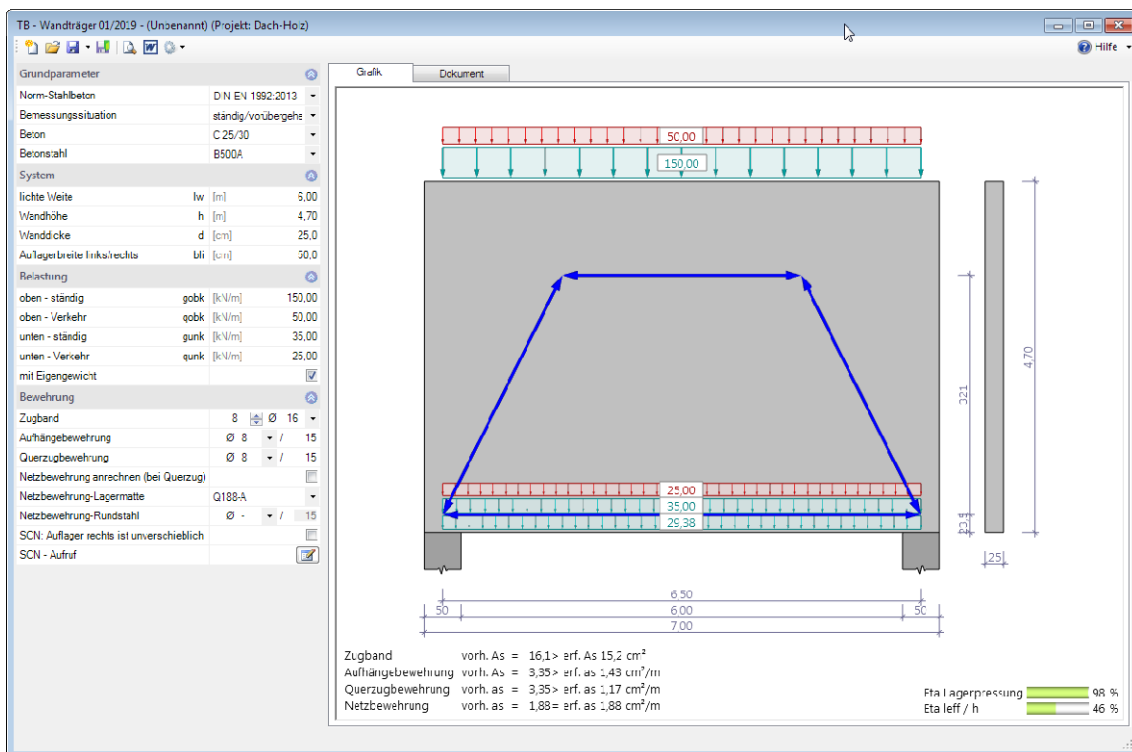 TB - Wandträger 01/2019 - (Unbenannt) (Projekt: Dach-Holz)
Hilfe
Grundparameter
Norm-Stahlbeton DIN EN 1992:2013
Bemessungssituation ständig/vorübergehe
Beton C 25/30
Betonstahl B500A
System
lichte Weite lw [m] 6,00
Wandhöhe h [m] 4,70
Wanddicke d [cm] 25,0
Auflagerbreite links/rechts bli [cm] 50,0
Belastung
oben - ständig gobk [kN/m] 150,00
oben - Verkehr qobk [kN/m] 50,00
unten - ständig gunk [kN/m] 35,00
unten - Verkehr qunk [kN/m] 25,00
mit Eigengewicht
Bewehrung
Zugband 8 Ø 16
Aufhängebewehrung Ø 8 / 15
Querzugbewehrung Ø 8 / 15
Netzbewehrung anrechnen (bei Querzug)
Netzbewehrung-Lagermatte Q188-A
Netzbewehrung-Rundstahl Ø - / 15
SCN: Auflager rechts ist unverschieblich
SCN - Aufruf
Grafik Dokument
50,00
150,00
4,70
321
25,00
35,00
29,38
23,5
25
6,50
50 6,00 50
7,00
Zugband vorh. As = 16,1 > erf. As 15,2 cm²
Aufhängebewehrung vorh. As = 3,35 > erf. as 1,43 cm²/m
Querzugbewehrung vorh. as = 3,35 > erf. as 1,17 cm²/m
Netzbewehrung vorh. as = 1,88 = erf. as 1,88 cm²/m
Eta Lagerpressung 98 %
Eta leff / h 46 %